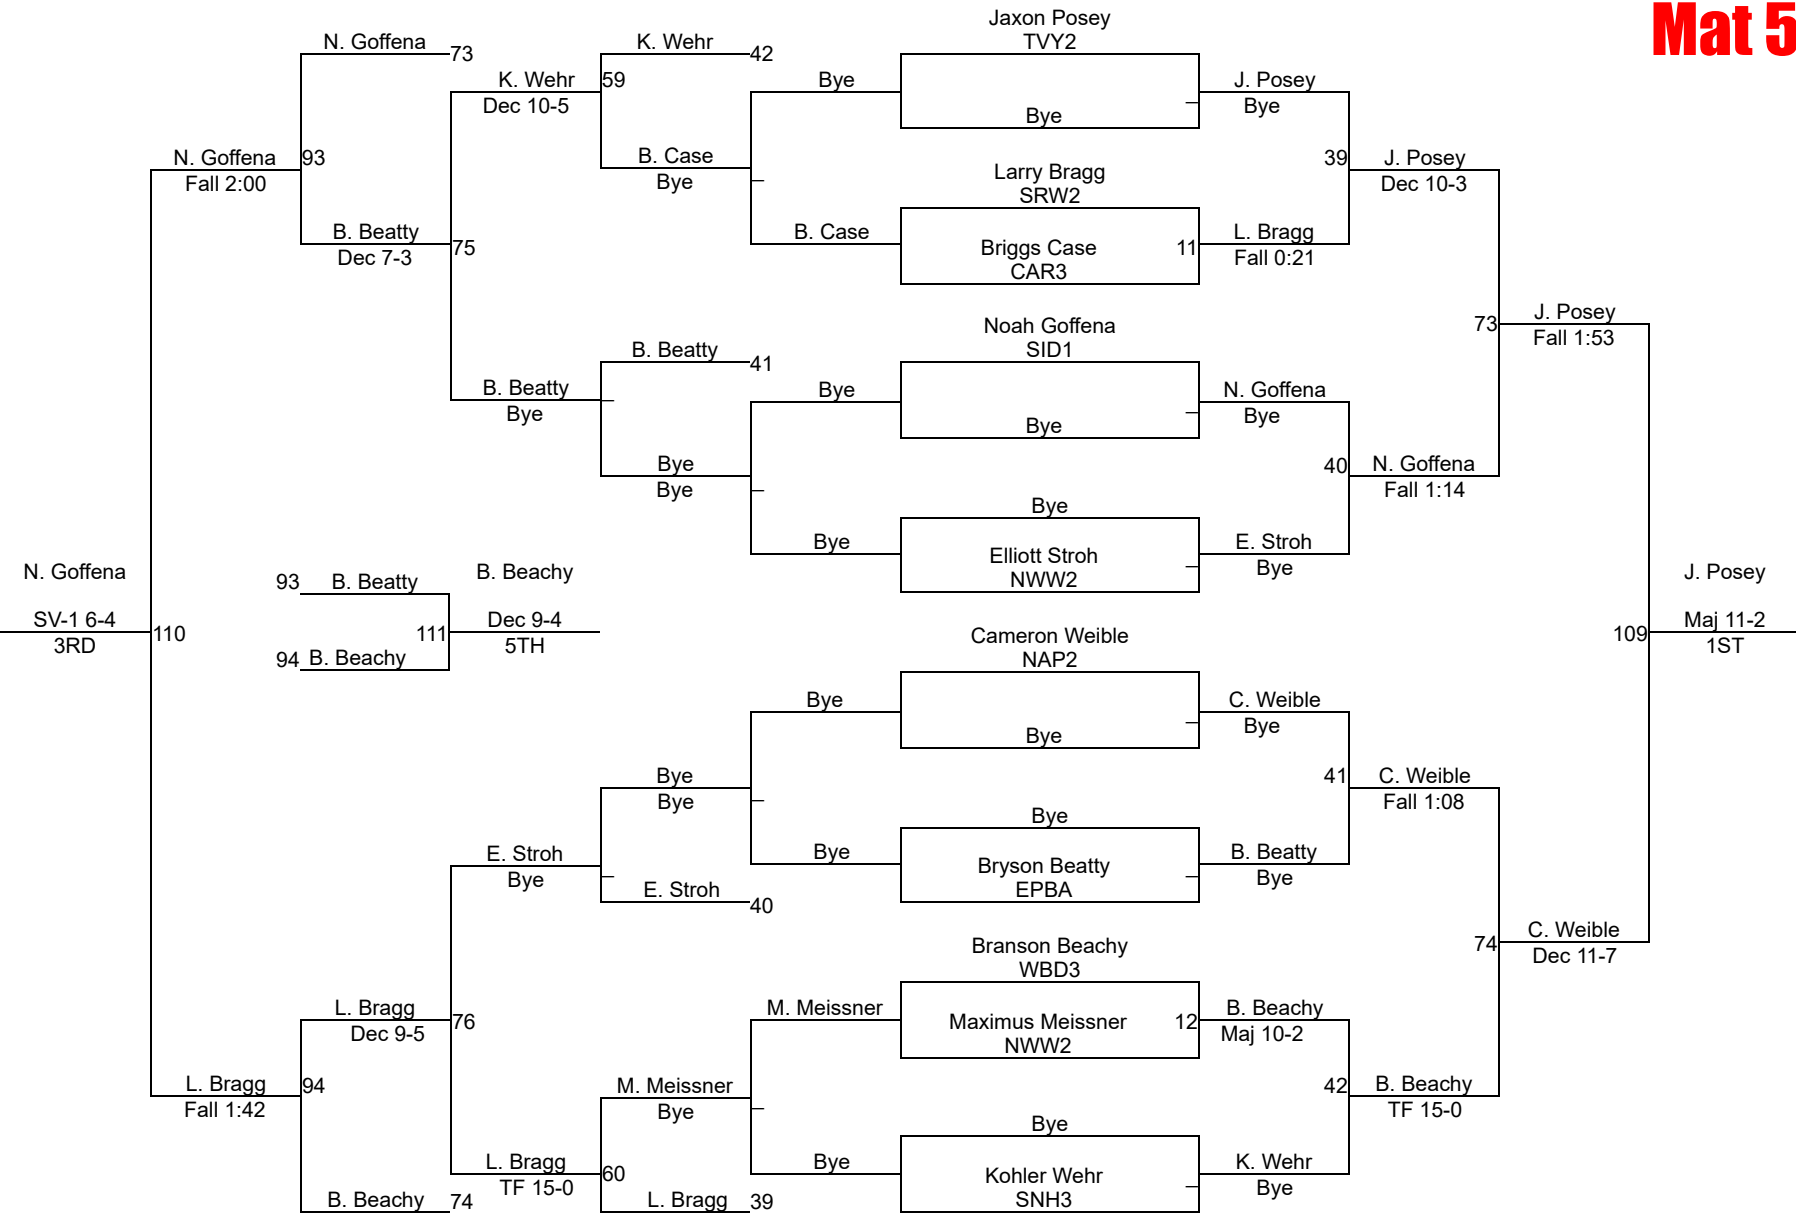 Mat 5
Jaxon Posey
TVY2
Bye
Larry Bragg
SRW2
Briggs Case
CAR3
11
Noah Goffena
SID1
Bye
Bye
Elliott Stroh
NWW2
Cameron Weible
NAP2
Bye
Bye
Bryson Beatty
EPBA
Branson Beachy
WBD3
Maximus Meissner
NWW2
12
Bye
Kohler Wehr
SNH3
J. Posey
Bye
L. Bragg
Fall 0:21
N. Goffena
Bye
E. Stroh
Bye
C. Weible
Bye
B. Beatty
Bye
B. Beachy
Maj 10-2
K. Wehr
Bye
39
J. Posey
Dec 10-3
40
N. Goffena
Fall 1:14
41
C. Weible
Fall 1:08
42
B. Beachy
TF 15-0
73
J. Posey
Fall 1:53
74
C. Weible
Dec 11-7
J. Posey
109
Maj 11-2
1ST
Bye
B. Case
Bye
Bye
Bye
Bye
M. Meissner
Bye
K. Wehr
42
B. Case
Bye
B. Beatty
41
Bye
Bye
Bye
Bye
E. Stroh
40
M. Meissner
Bye
L. Bragg
39
K. Wehr
59
Dec 10-5
B. Beatty
Bye
E. Stroh
Bye
L. Bragg
60
TF 15-0
N. Goffena
73
B. Beatty
75
Dec 7-3
L. Bragg
76
Dec 9-5
B. Beachy
74
N. Goffena
93
Fall 2:00
L. Bragg
94
Fall 1:42
N. Goffena
SV-1 6-4
110
3RD
93
B. Beatty
94
B. Beachy
B. Beachy
111
Dec 9-4
5TH